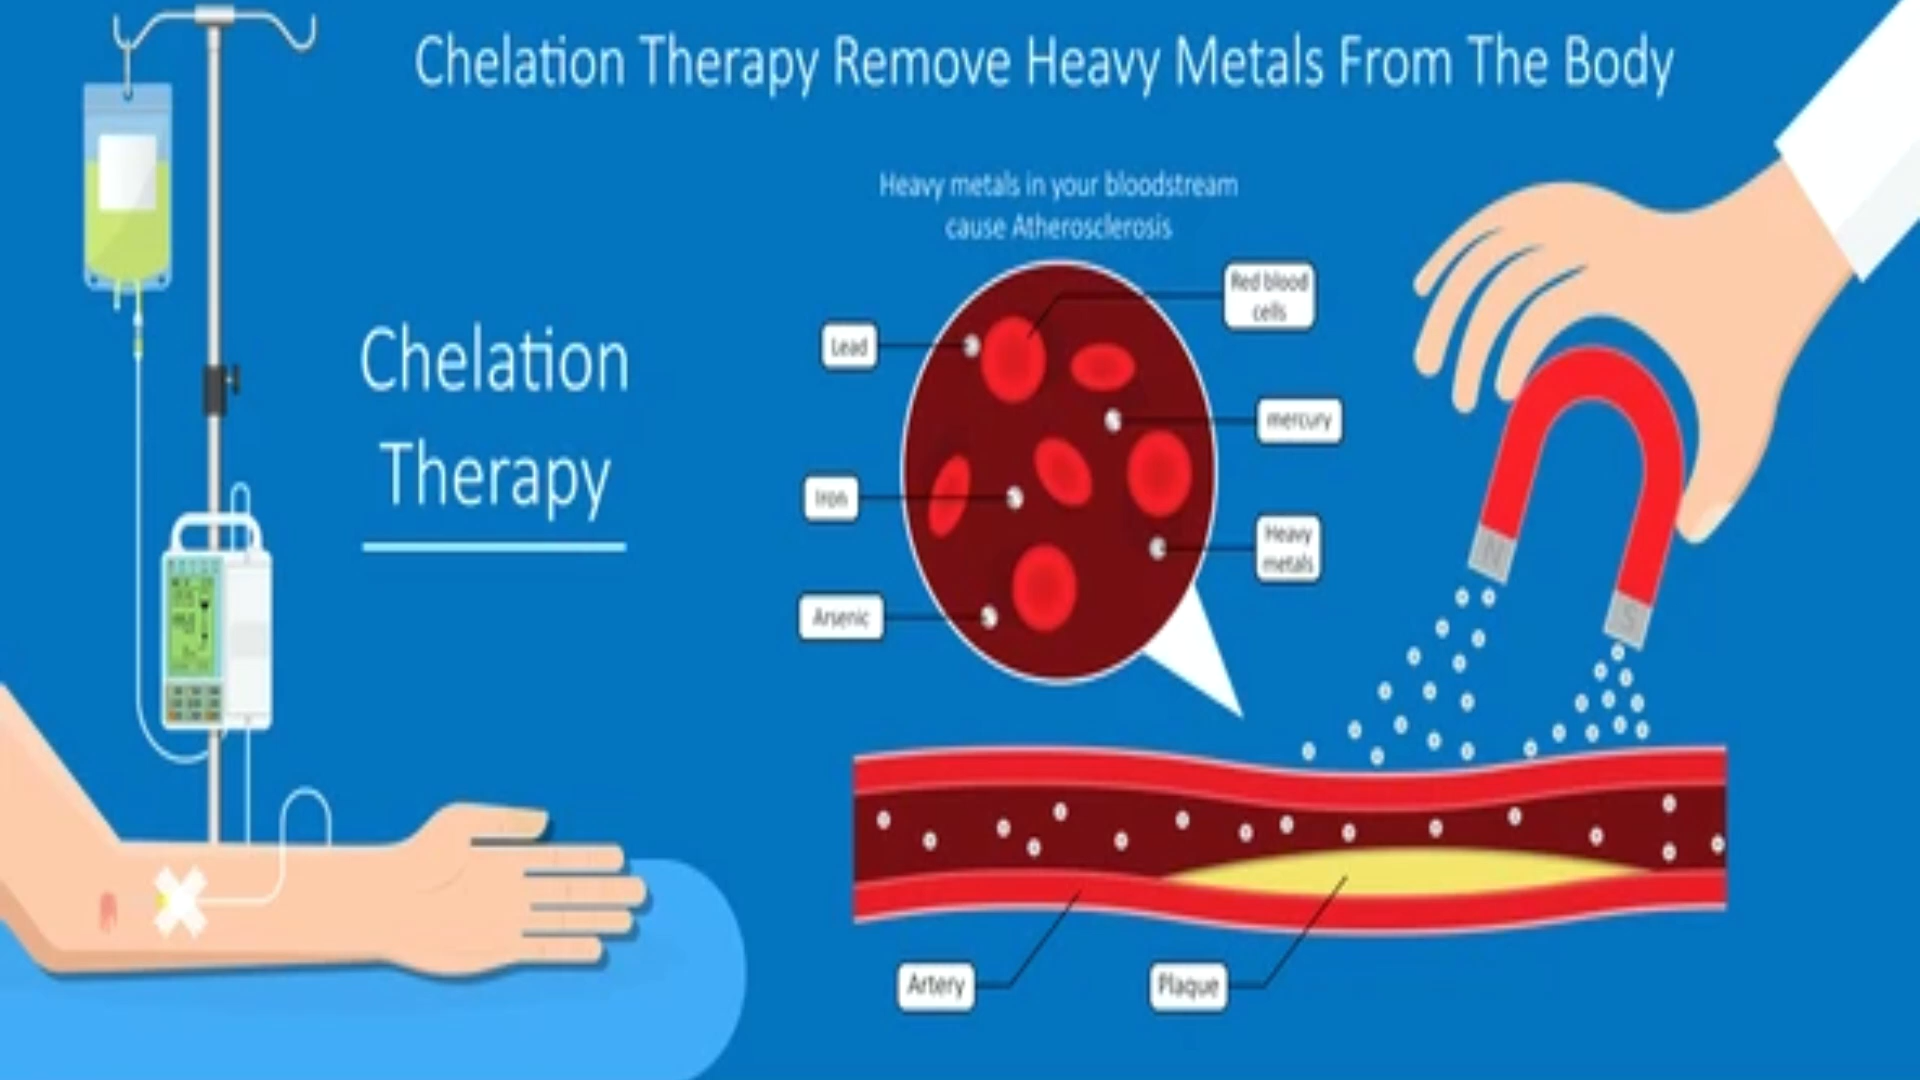 Chelation Therapy Remove Heavy Metals From The Body
Heavy metals in your bloodstream
cause Atherosclerosis
Chelation
Therapy
Red blood
cells
Lead
mercury
Iron
Heavy
metals
Arsenic
N
S
Artery
Plaque